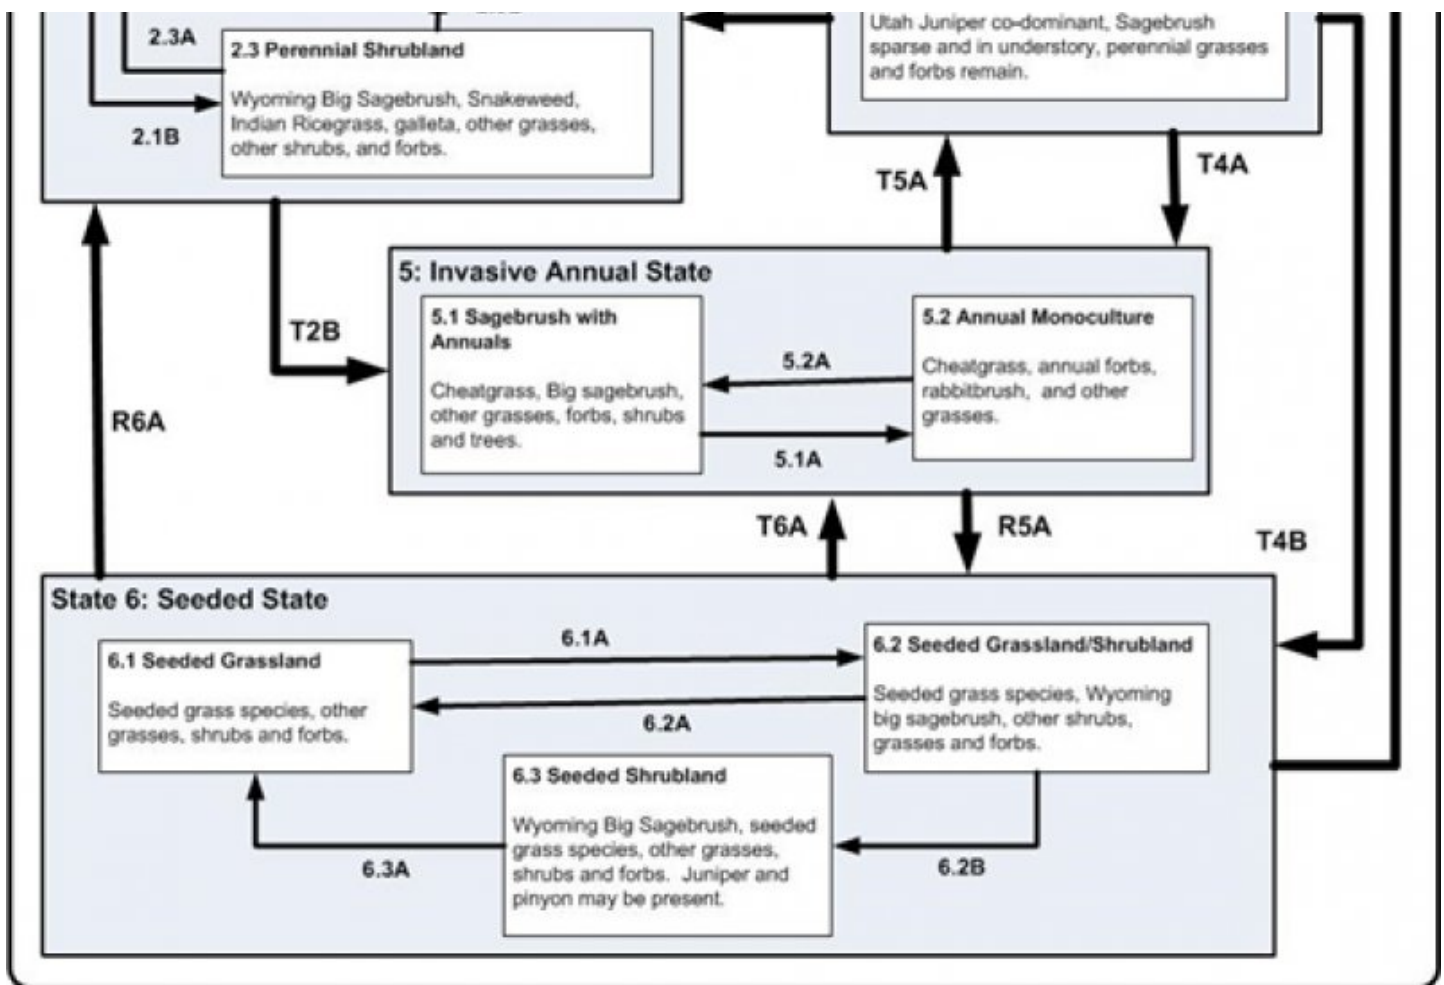 2.3A
2.3 Perennial Shrubland
Wyoming Big Sagebrush, Snakeweed,
Indian Ricegrass, galleta, other grasses,
other shrubs, and forbs.
2.1B
Utah Juniper co-dominant, Sagebrush
sparse and in understory, perennial grasses
and forbs remain.
T5A
T4A
T2B
R6A
5: Invasive Annual State
5.1 Sagebrush with
Annuals
Cheatgrass, Big sagebrush,
other grasses, forbs, shrubs
and trees.
5.2A
5.1A
5.2 Annual Monoculture
Cheatgrass, annual forbs,
rabbitbrush, and other
grasses.
T6A
R5A
T4B
State 6: Seeded State
6.1 Seeded Grassland
Seeded grass species, other
grasses, shrubs and forbs.
6.1A
6.2A
6.2 Seeded Grassland/Shrubland
Seeded grass species, Wyoming
big sagebrush, other shrubs,
grasses and forbs.
6.3 Seeded Shrubland
Wyoming Big Sagebrush, seeded
grass species, other grasses,
shrubs and forbs. Juniper and
pinyon may be present.
6.3A
6.2B